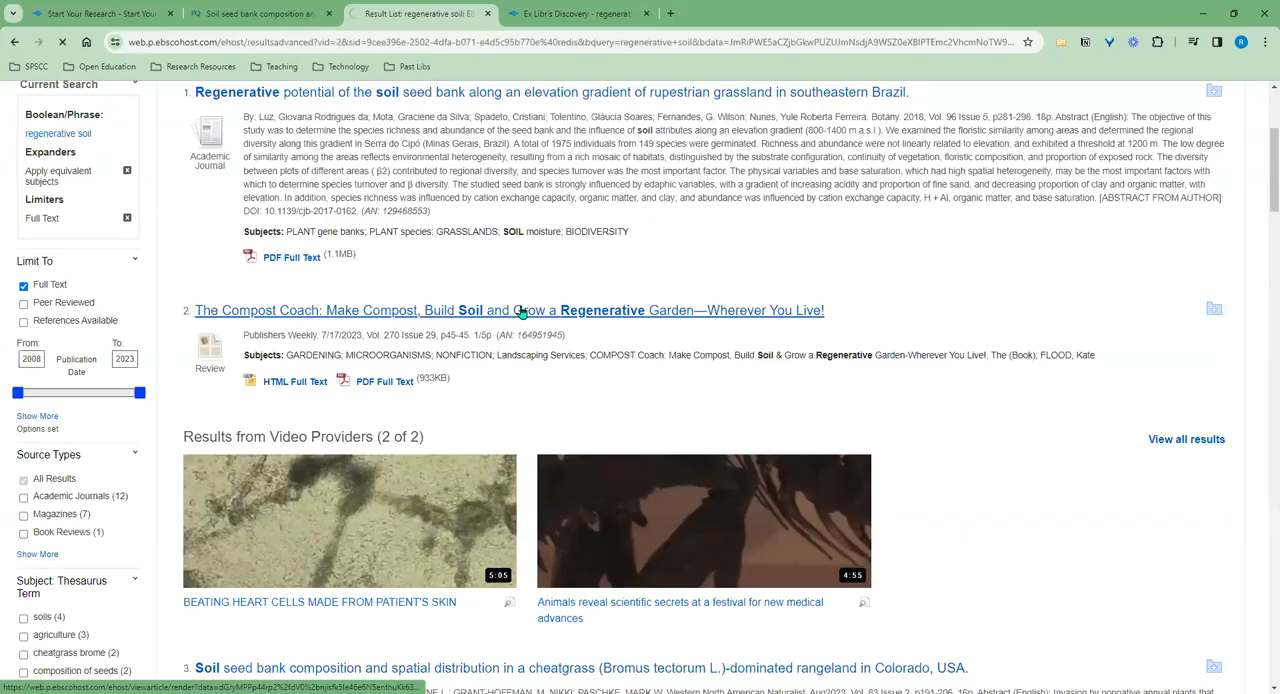 Start Your Research - Start You
Soil seed bank composition an
Result List: regenerative soil: E
Ex Libris Discovery - regenerat
web.p.ebscohost.com/ehost/resultsadvanced?vid=2&sid=9cee396e-2502-4dfa-b071-e4d5c95b770e%40redis&bquery=regenerative+soil&bdata=JmRiPWE5aCZjbGkwPUZUJmNsdjA9WSZ0eXBlPTEmc2VhcmNoTW9...
SPSCC
Open Education
Research Resources
Teaching
Technology
Past Libs
Current Search
Boolean/Phrase:
regenerative soil
Expanders
Apply equivalent
subjects
Limiters
Full Text
Limit To
Full Text
Peer Reviewed
References Available
From: To:
2008 Publication Date 2023
Show More
Options set
Source Types
All Results
Academic Journals (12)
Magazines (7)
Book Reviews (1)
Show More
Subject: Thesaurus
Term
soils (4)
agriculture (3)
cheatgrass brome (2)
composition of seeds (2)
1. Regenerative potential of the soil seed bank along an elevation gradient of rupestrian grassland in southeastern Brazil.
Academic
Journal
By: Luz, Giovana Rodrigues da; Mota, Graciene da Silva; Spadeto, Cristiani; Tolentino, Gláucia Soares; Fernandes, G. Wilson; Nunes, Yule Roberta Ferreira. Botany. 2018, Vol. 96 Issue 5, p281-298. 18p. Abstract (English): The objective of this
study was to determine the species richness and abundance of the seed bank and the influence of soil attributes along an elevation gradient (800-1400 m a.s.l.). We examined the floristic similarity among areas and determined the regional
diversity along this gradient in Serra do Cipó (Minas Gerais, Brazil). A total of 1975 individuals from 149 species were germinated. Richness and abundance were not linearly related to elevation, and exhibited a threshold at 1200 m. The low degree
of similarity among the areas reflects environmental heterogeneity, resulting from a rich mosaic of habitats, distinguished by the substrate configuration, continuity of vegetation, floristic composition, and proportion of exposed rock. The diversity
between plots of different areas ( β2) contributed to regional diversity, and species turnover was the most important factor. The physical variables and base saturation, which had high spatial heterogeneity, may be the most important factors with
which to determine species turnover and β diversity. The studied seed bank is strongly influenced by edaphic variables, with a gradient of increasing acidity and proportion of fine sand, and decreasing proportion of clay and organic matter, with
elevation. In addition, species richness was influenced by cation exchange capacity, organic matter, and clay; and abundance was influenced by cation exchange capacity, H + Al, organic matter, and base saturation. [ABSTRACT FROM AUTHOR]
DOI: 10.1139/cjb-2017-0162. (AN: 129468553)
Subjects: PLANT gene banks; PLANT species; GRASSLANDS; SOIL moisture; BIODIVERSITY
PDF Full Text (1.1MB)
2. The Compost Coach: Make Compost, Build Soil and Grow a Regenerative Garden—Wherever You Live!
Review
Publishers Weekly. 7/17/2023, Vol. 270 Issue 29, p45-45. 1/5p. (AN: 164951945)
Subjects: GARDENING; MICROORGANISMS; NONFICTION; Landscaping Services; COMPOST Coach: Make Compost, Build Soil & Grow a Regenerative Garden-Wherever You Live!, The (Book); FLOOD, Kate
HTML Full Text PDF Full Text (933KB)
Results from Video Providers (2 of 2)
View all results
5:05
4:55
BEATING HEART CELLS MADE FROM PATIENT'S SKIN
Animals reveal scientific secrets at a festival for new medical
advances
3. Soil seed bank composition and spatial distribution in a cheatgrass (Bromus tectorum L.)-dominated rangeland in Colorado, USA.